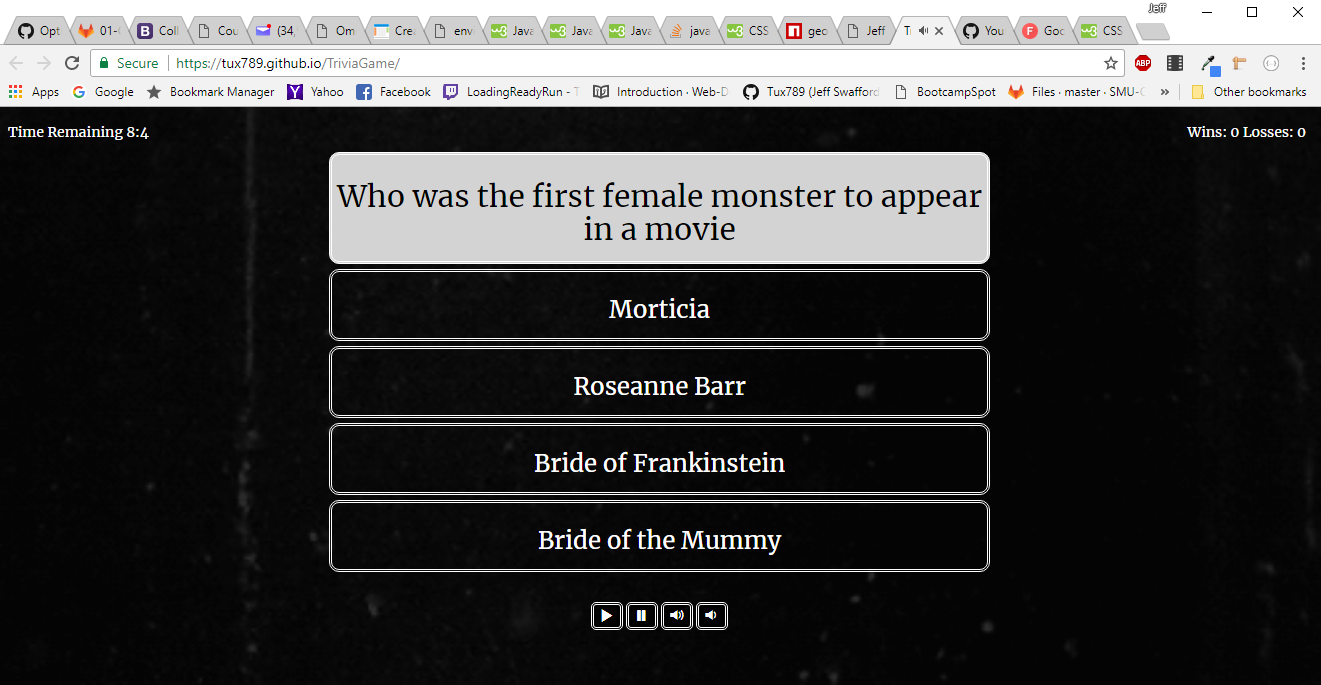 Jeff
Opt
01-
Coll
Cou
(34,
Om
Crea
env
Java
Java
Java
java
CSS
geo
Jeff
T
You
Goo
CSS
Secure https://tux789.github.io/TriviaGame/
ABP
Apps Google Bookmark Manager Yahoo Facebook LoadingReadyRun - T Introduction · Web-D Tux789 (Jeff Swafford BootcampSpot Files · master · SMU-C » Other bookmarks
Time Remaining 8:4
Wins: 0 Losses: 0
Who was the first female monster to appear
in a movie
Morticia
Roseanne Barr
Bride of Frankinstein
Bride of the Mummy